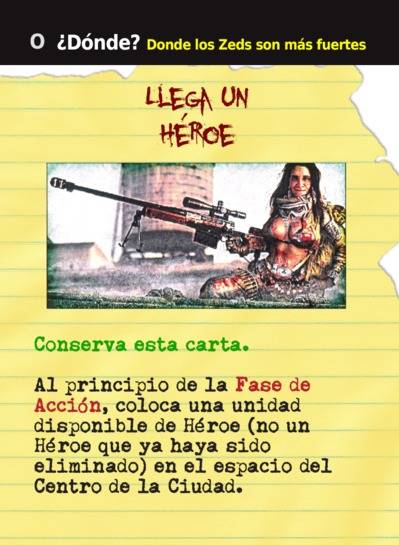 O ¿Dónde? Donde los Zeds son más fuertes
LLEGA UN
HÉROE
Conserva esta carta.
Al principio de la Fase de
Acción, coloca una unidad
disponible de Héroe (no un
Héroe que ya haya sido
eliminado) en el espacio del
Centro de la Ciudad.